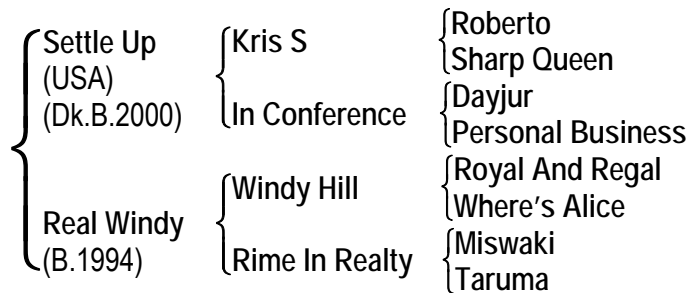 Settle Up
(USA)
(Dk.B.2000)
Kris S
Roberto
Sharp Queen
In Conference
Dayjur
Personal Business
Real Windy
(B.1994)
Windy Hill
Royal And Regal
Where's Alice
Rime In Realty
Miswaki
Taruma